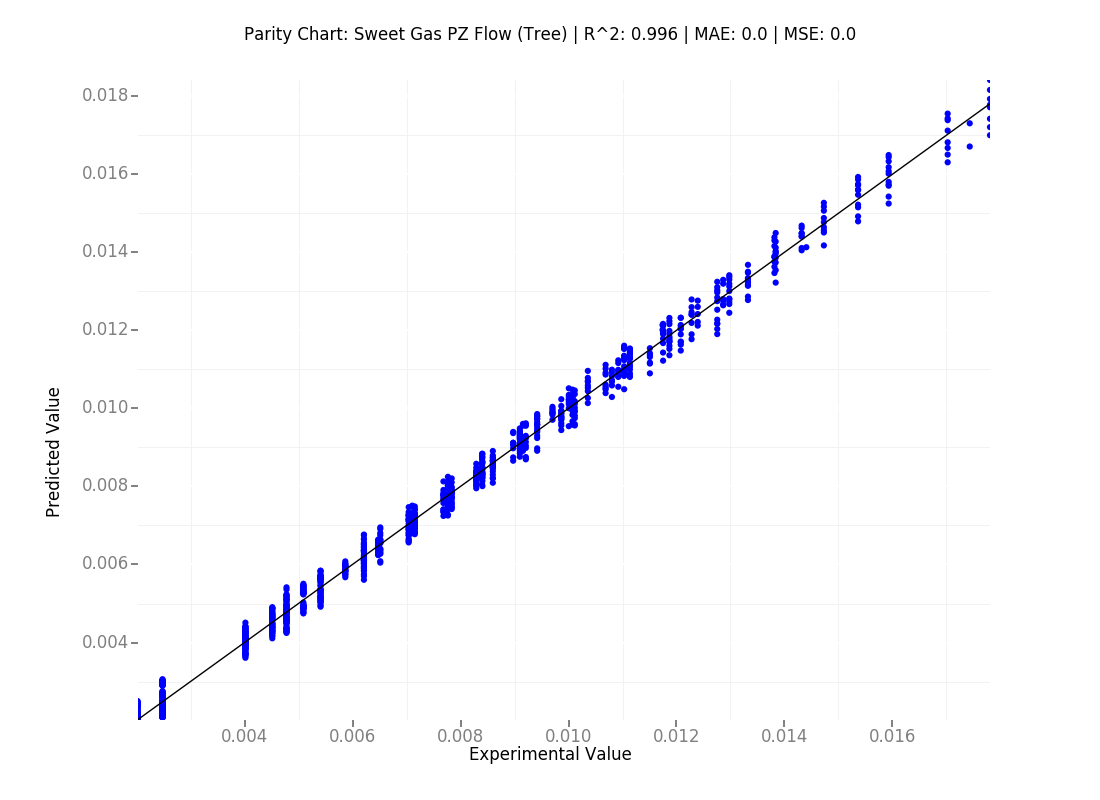 Parity Chart: Sweet Gas PZ Flow (Tree) | R^2: 0.996 | MAE: 0.0 | MSE: 0.0
0.018
0.016
0.014
0.012
0.010
0.008
0.006
0.004
Predicted Value
0.004 0.006 0.008 0.010 0.012 0.014 0.016
Experimental Value